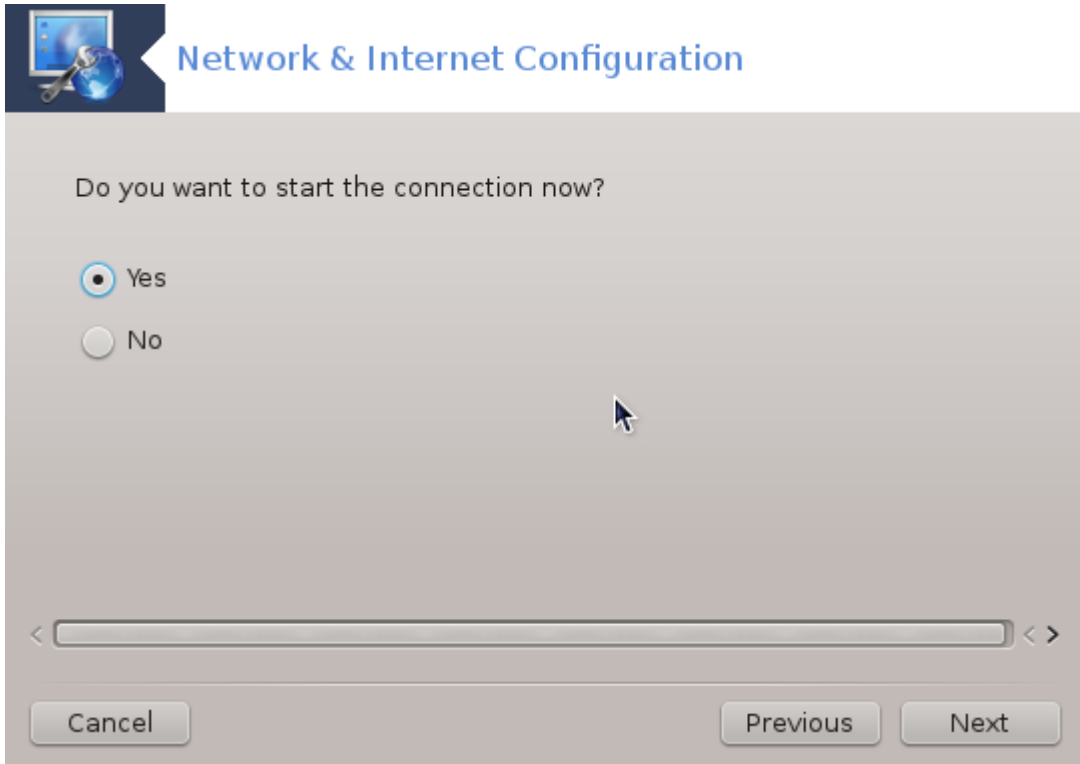 Network & Internet Configuration
Do you want to start the connection now?
Yes
No
Cancel
Previous
Next